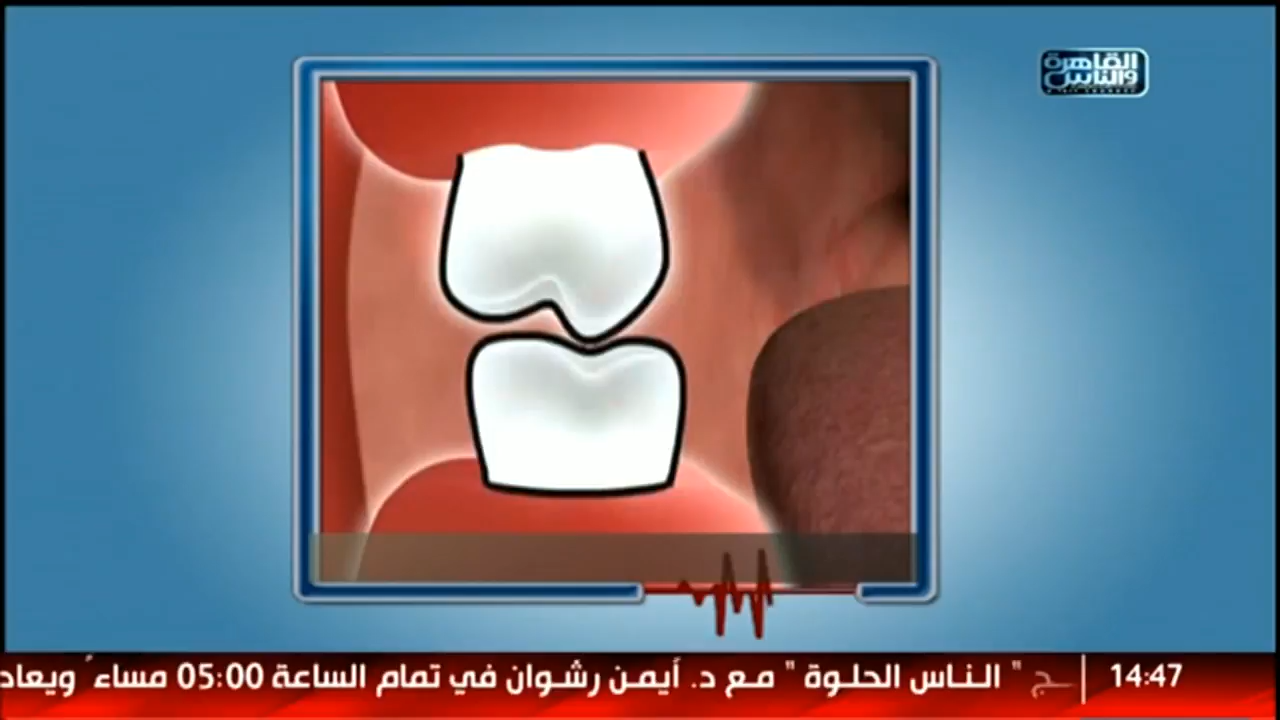 القاهرة
والناس
ج " الناس الحلوة " مع د. أيمن رشوان في تمام الساعة 05:00 مساءً ويعاد
14:47